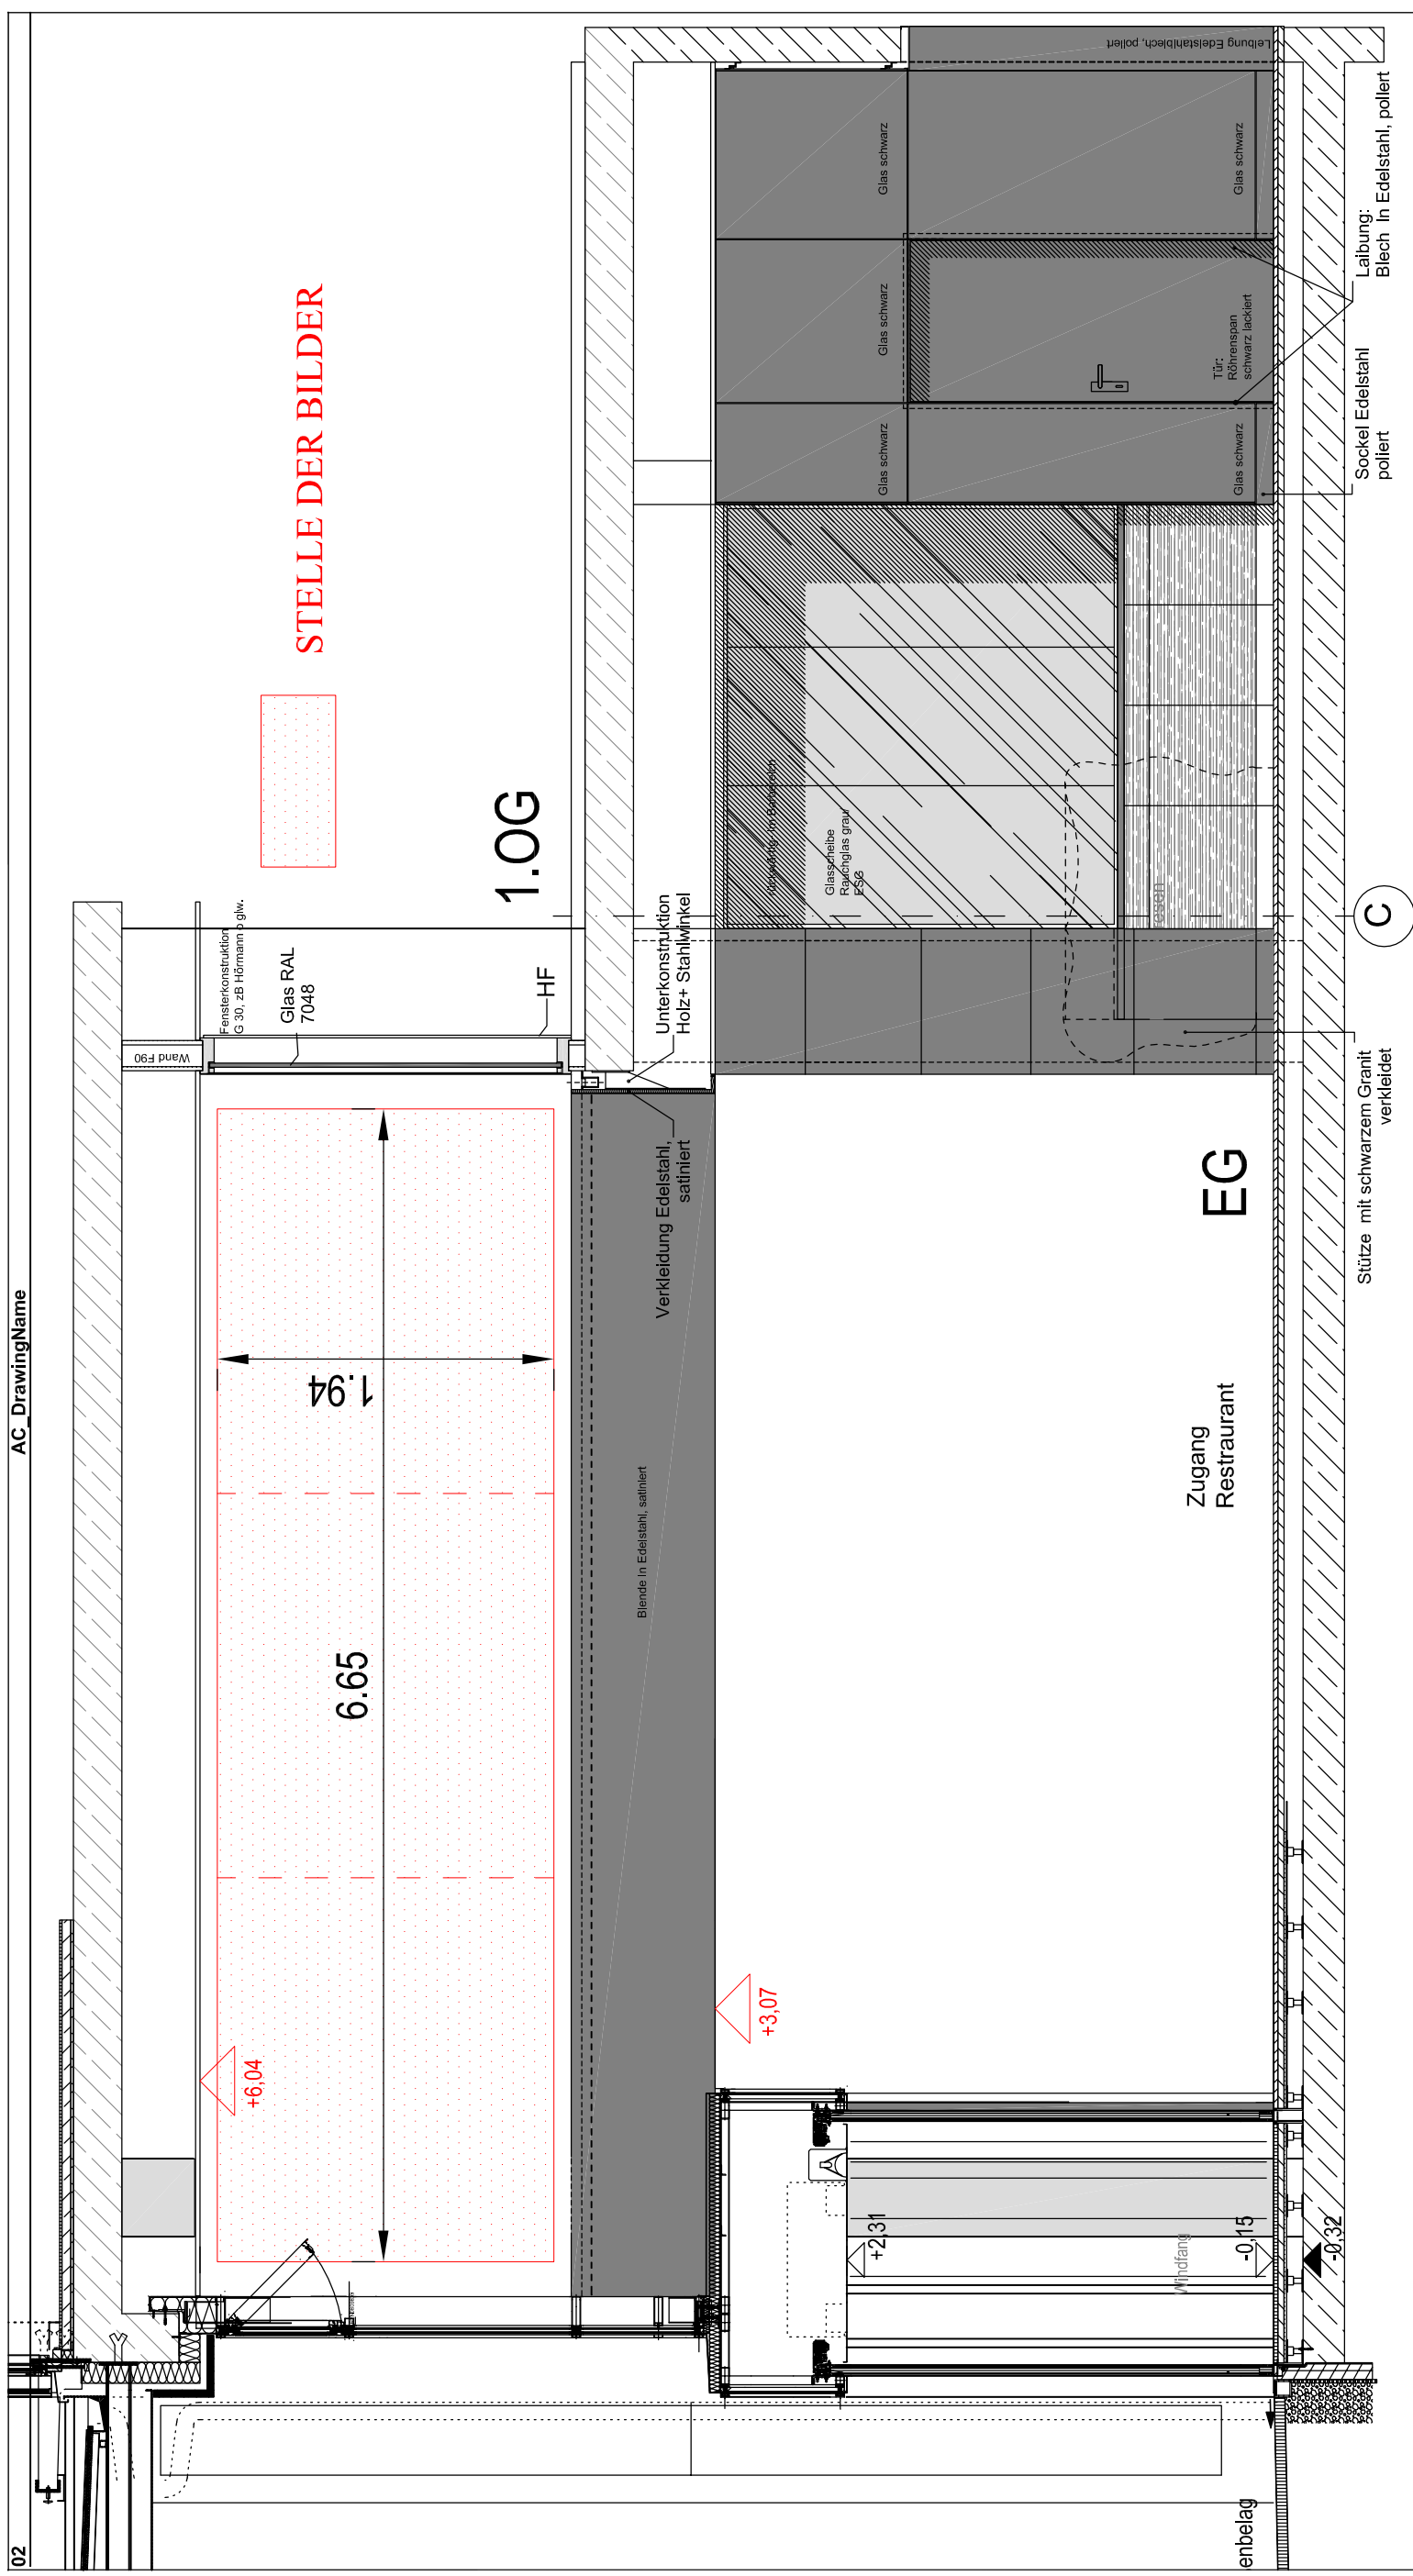 02
AC_DrawingName
STELLE DER BILDER
1.OG
Fensterkonstruktion
G 30, zB Hörmann o glw.
Glas RAL
7048
HF
Wand F90
+6,04
6.65
1.94
Unterkonstruktion
Holz+ Stahlwinkel
Verkleidung Edelstahl,
satiniert
Blende in Edelstahl, satiniert
+3,07
Leibung Edelstahlblech, poliert
Glas schwarz
Glas schwarz
Glas schwarz
Glas schwarz
Glas schwarz
Tür:
Röhrenspan
schwarz lackiert
Glasscheibe
Rauchglas grau
ESG
EG
Zugang
Restraurant
+2,31
Windfang
-0,15
-0,32
enbelag
Stütze mit schwarzem Granit
verkleidet
C
Sockel Edelstahl
poliert
Laibung:
Blech in Edelstahl, poliert